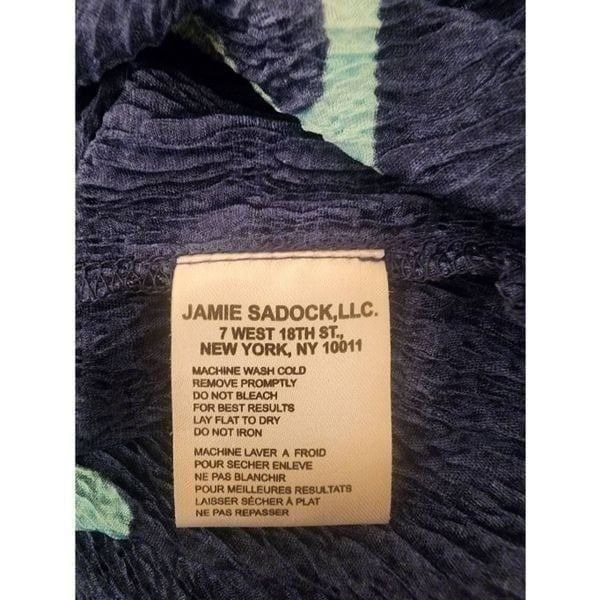 JAMIE SADOCK,LLC.
7 WEST 18TH ST.,
NEW YORK, NY 10011
MACHINE WASH COLD
REMOVE PROMPTLY
DO NOT BLEACH
FOR BEST RESULTS
LAY FLAT TO DRY
DO NOT IRON
MACHINE LAVER A FROID
POUR SECHER ENLEVE
NE PAS BLANCHIR
POUR MEILLEURES RESULTATS
LAISSER SÉCHER À PLAT
NE PAS REPASSER